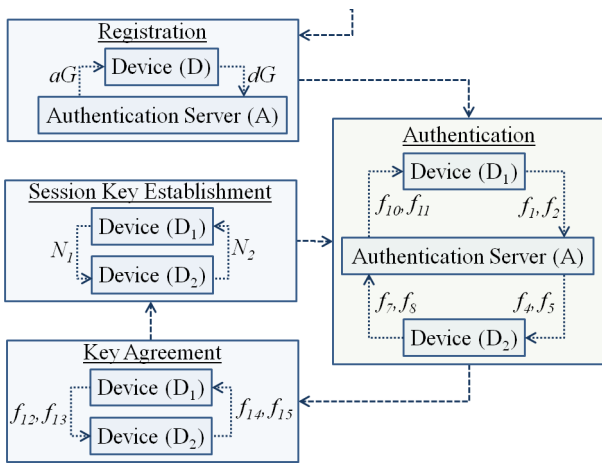 Registration
Device (D)
aG
dG
Authentication Server (A)
Authentication
Device (D₁)
f₁₀, f₁₁
f₁, f₂
Authentication Server (A)
f₇, f₈
f₄, f₅
Device (D₂)
Session Key Establishment
Device (D₁)
N₁
N₂
Device (D₂)
Key Agreement
Device (D₁)
f₁₂, f₁₃
f₁₄, f₁₅
Device (D₂)